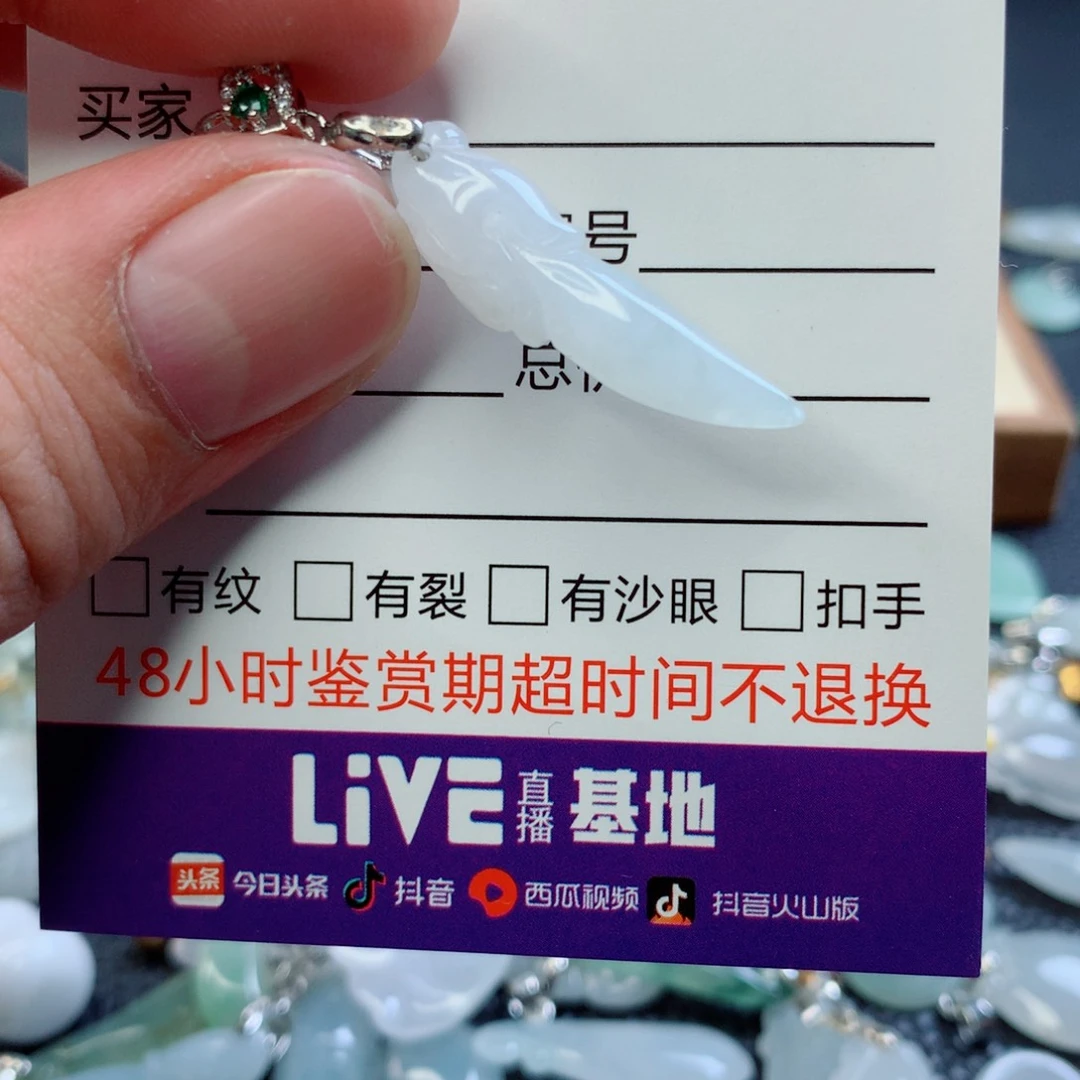 买家
号
总
有纹 有裂 有沙眼 扣手
48小时鉴赏期超时间不退换
LiVE 直播 基地
头条 今日头条 抖音 西瓜视频 抖音火山版